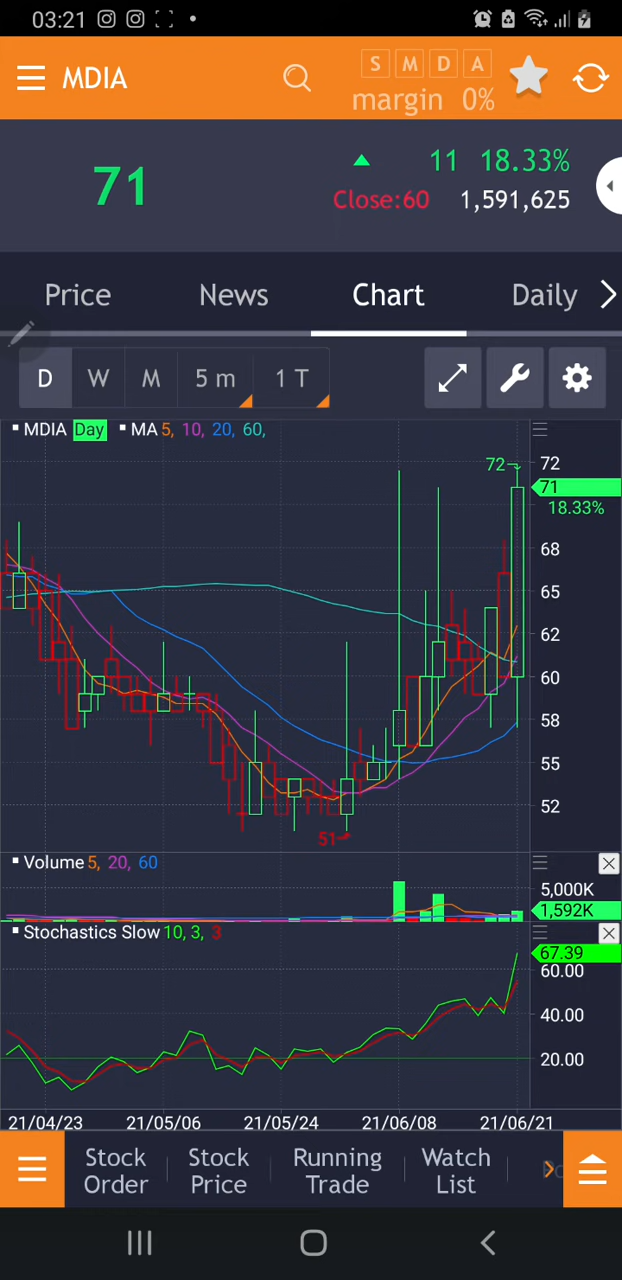 03:21
MDIA
S M D A
margin 0%
71
11 18.33%
Close:60 1,591,625
Price News Chart Daily
D W M 5 m 1 T
MDIA Day MA 5, 10, 20, 60,
72
72
71
18.33%
68
65
62
60
58
55
52
51
Volume 5, 20, 60
5,000K
1,592K
Stochastics Slow 10, 3, 3
67.39
60.00
40.00
20.00
21/04/23 21/05/06 21/05/24 21/06/08 21/06/21
Stock Order Stock Price Running Trade Watch List